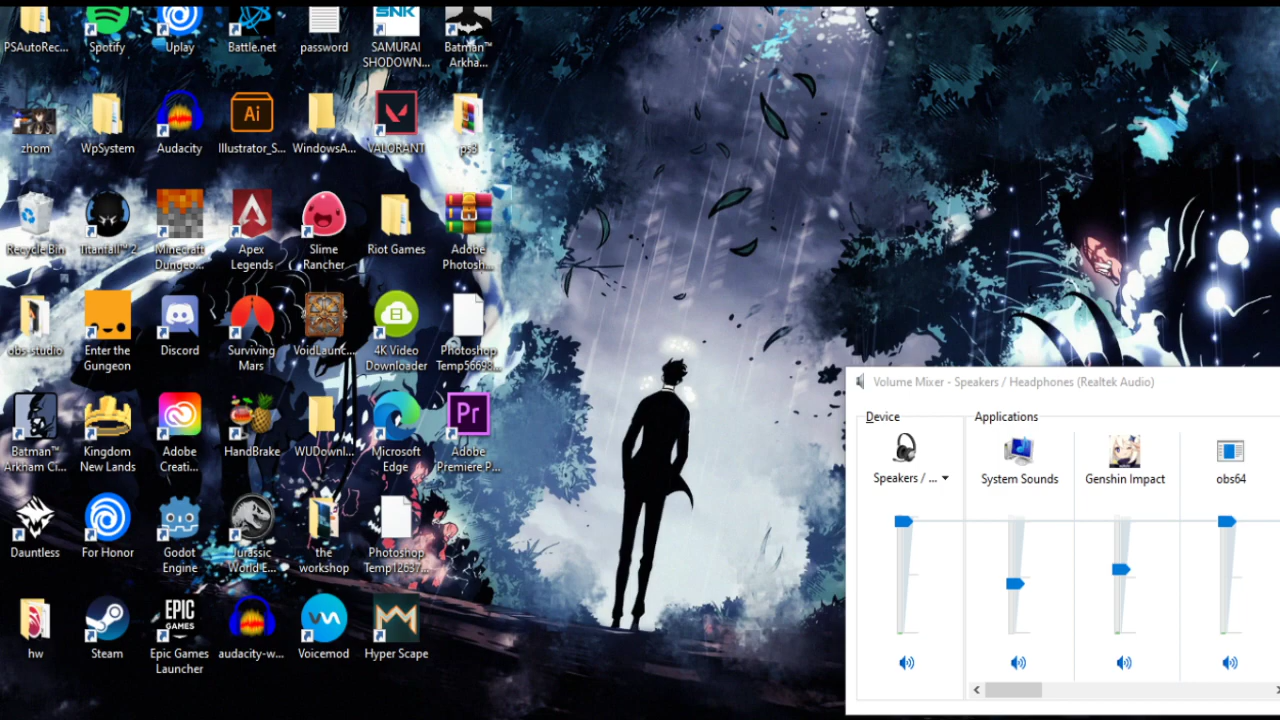 PSAutoRec...
Spotify
Uplay
Battle.net
password
SNK
SAMURAI
SHODOWN...
Batman™
Arkha...
zhom
WpSystem
Audacity
Ai
Illustrator_S...
WindowsA...
VALORANT
ps3
Recycle Bin
Titanfall™ 2
Minecraft
Dungeo...
Apex
Legends
Slime
Rancher
Riot Games
Adobe
Photosh...
obs-studio
Enter the
Gungeon
Discord
Surviving
Mars
VoidLaunc...
4K Video
Downloader
Photoshop
Temp56698...
Batman™
Arkham Ci...
Kingdom
New Lands
Adobe
Creati...
HandBrake
WUDownl...
Microsoft
Edge
Pr
Adobe
Premiere P...
Dauntless
For Honor
Godot
Engine
Jurassic
World E...
the
workshop
Photoshop
Temp12637...
hw
Steam
EPIC
GAMES
Epic Games
Launcher
audacity-w...
Voicemod
Hyper Scape
Volume Mixer - Speakers / Headphones (Realtek Audio)
Device
Applications
Speakers / ...
System Sounds
Genshin Impact
obs64